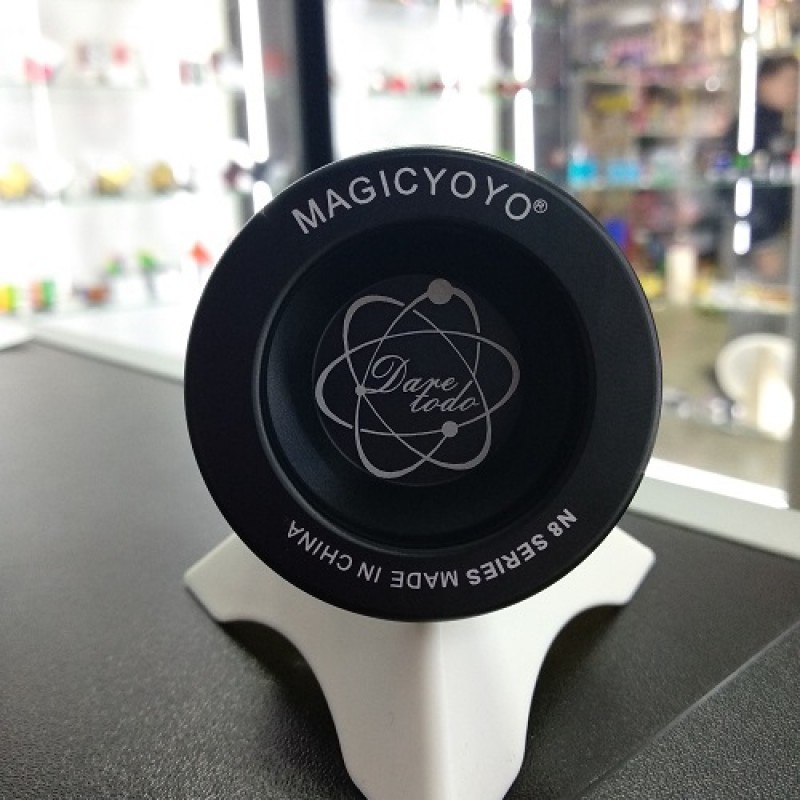 MAGICYOYO®
Dare
todo
N8 SERIES MADE IN CHINA